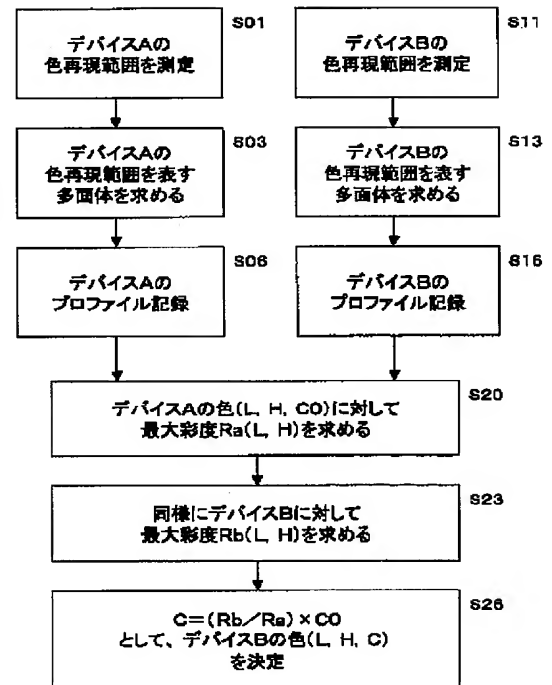 S01
デバイスAの
色再現範囲を測定
S11
デバイスBの
色再現範囲を測定
S03
デバイスAの
色再現範囲を表す
多面体を求める
S13
デバイスBの
色再現範囲を表す
多面体を求める
S06
デバイスAの
プロファイル記録
S16
デバイスBの
プロファイル記録
S20
デバイスAの色(L, H, C0)に対して
最大彩度Ra(L, H)を求める
S23
同様にデバイスBに対して
最大彩度Rb(L, H)を求める
S26
C=(Rb/Ra)×C0
として、デバイスBの色(L, H, C)
を決定